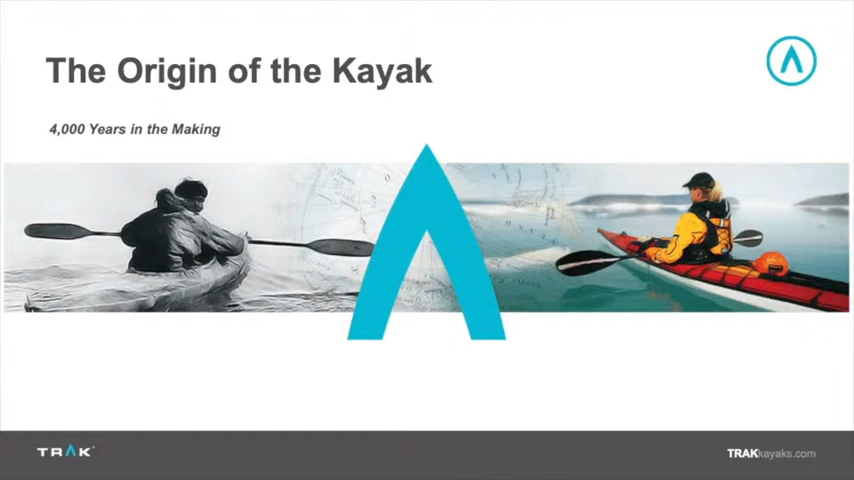 The Origin of the Kayak
4,000 Years in the Making
TRAK
TRAKkayaks.com